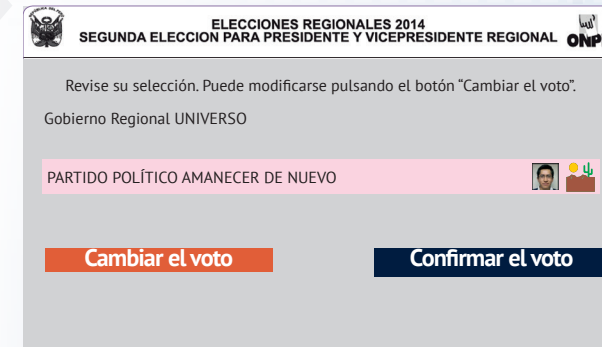 ELECCIONES REGIONALES 2014
SEGUNDA ELECCION PARA PRESIDENTE Y VICEPRESIDENTE REGIONAL
ONP
Revise su selección. Puede modificarse pulsando el botón “Cambiar el voto”.
Gobierno Regional UNIVERSO
PARTIDO POLÍTICO AMANECER DE NUEVO
Cambiar el voto
Confirmar el voto